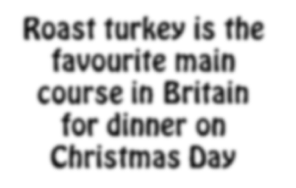 Roast turkey is the
favourite main
course in Britain
for dinner on
Christmas Day